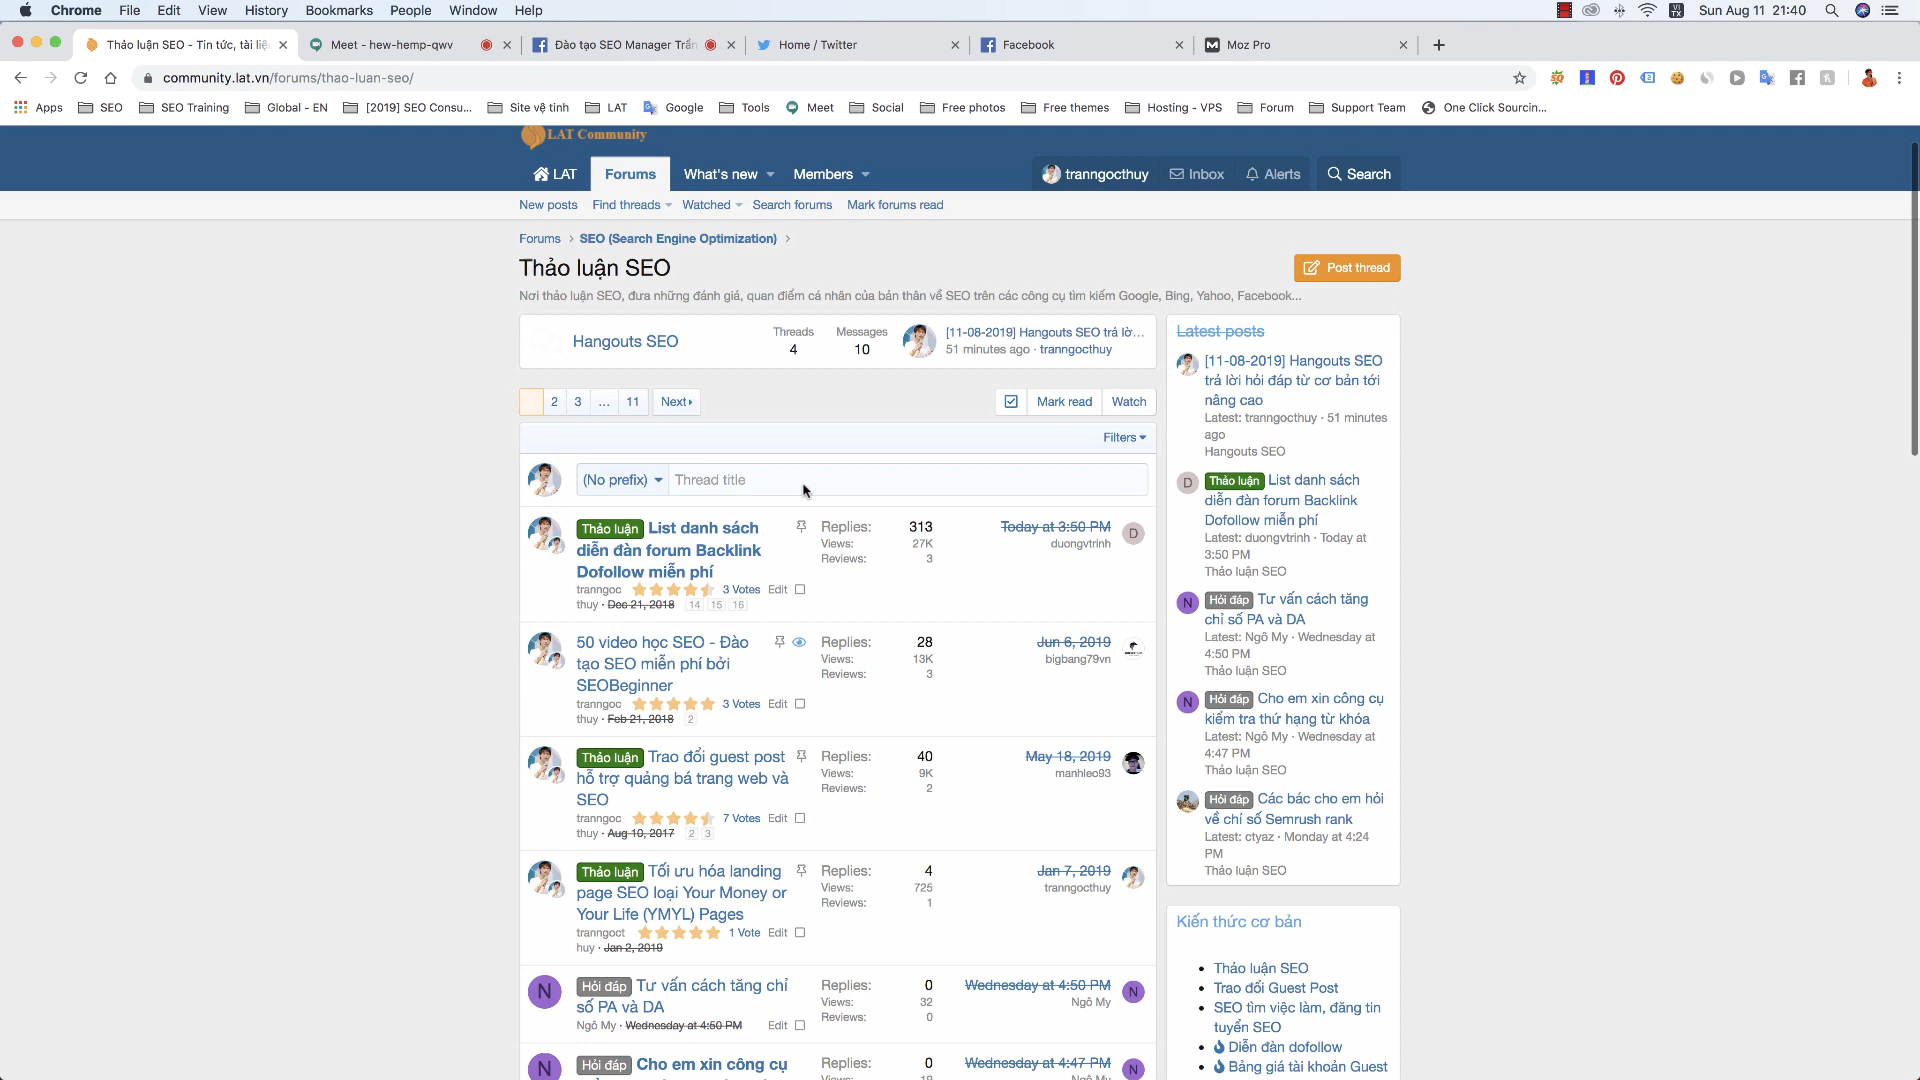 Chrome File Edit View History Bookmarks People Window Help
VI TX Sun Aug 11 21:40
Thảo luận SEO - Tin tức, tài liệ
Meet - hew-hemp-qwv
Đào tạo SEO Manager Trần
Home / Twitter
Facebook
Moz Pro
community.lat.vn/forums/thao-luan-seo/
Apps SEO SEO Training Global - EN [2019] SEO Consu... Site vệ tinh LAT Google Tools Meet Social Free photos Free themes Hosting - VPS Forum Support Team One Click Sourcin...
LAT Community
LAT Forums What's new Members tranngocthuy Inbox Alerts Search
New posts Find threads Watched Search forums Mark forums read
Forums SEO (Search Engine Optimization)
Thảo luận SEO
Post thread
Nơi thảo luận SEO, đưa những đánh giá, quan điểm cá nhân của bản thân về SEO trên các công cụ tìm kiếm Google, Bing, Yahoo, Facebook...
Hangouts SEO
Threads
4
Messages
10
[11-08-2019] Hangouts SEO trả lờ...
51 minutes ago · tranngocthuy
2 3 ... 11 Next
Mark read Watch
Filters
(No prefix) Thread title
Thảo luận List danh sách
diễn đàn forum Backlink
Dofollow miễn phí
tranngoc 3 Votes Edit
thuy · Dec 21, 2018 14 15 16
Replies: 313
Views: 27K
Reviews: 3
Today at 3:50 PM
duongvtrinh
D
50 video học SEO - Đào
tạo SEO miễn phí bởi
SEOBeginner
tranngoc 3 Votes Edit
thuy · Feb 21, 2018 2
Replies: 28
Views: 13K
Reviews: 3
Jun 6, 2019
bigbang79vn
Thảo luận Trao đổi guest post
hỗ trợ quảng bá trang web và
SEO
tranngoc 7 Votes Edit
thuy · Aug 10, 2017 2 3
Replies: 40
Views: 9K
Reviews: 2
May 18, 2019
manhleo93
Thảo luận Tối ưu hóa landing
page SEO loại Your Money or
Your Life (YMYL) Pages
tranngoct 1 Vote Edit
huy · Jan 2, 2019
Replies: 4
Views: 725
Reviews: 1
Jan 7, 2019
tranngocthuy
N
Hỏi đáp Tư vấn cách tăng chỉ
số PA và DA
Ngô My · Wednesday at 4:50 PM Edit
Replies: 0
Views: 32
Reviews: 0
Wednesday at 4:50 PM
Ngô My
N
N
Hỏi đáp Cho em xin công cụ
Replies: 0
Views: 19
Wednesday at 4:47 PM
Ngô My
N
Latest posts
[11-08-2019] Hangouts SEO
trả lời hỏi đáp từ cơ bản tới
nâng cao
Latest: tranngocthuy · 51 minutes
ago
Hangouts SEO
D
Thảo luận List danh sách
diễn đàn forum Backlink
Dofollow miễn phí
Latest: duongvtrinh · Today at
3:50 PM
Thảo luận SEO
N
Hỏi đáp Tư vấn cách tăng
chỉ số PA và DA
Latest: Ngô My · Wednesday at
4:50 PM
Thảo luận SEO
N
Hỏi đáp Cho em xin công cụ
kiểm tra thứ hạng từ khóa
Latest: Ngô My · Wednesday at
4:47 PM
Thảo luận SEO
Hỏi đáp Các bác cho em hỏi
về chỉ số Semrush rank
Latest: ctyaz · Monday at 4:24
PM
Thảo luận SEO
Kiến thức cơ bản
Thảo luận SEO
Trao đổi Guest Post
SEO tìm việc làm, đăng tin
tuyển SEO
Diễn đàn dofollow
Bảng giá tài khoản Guest